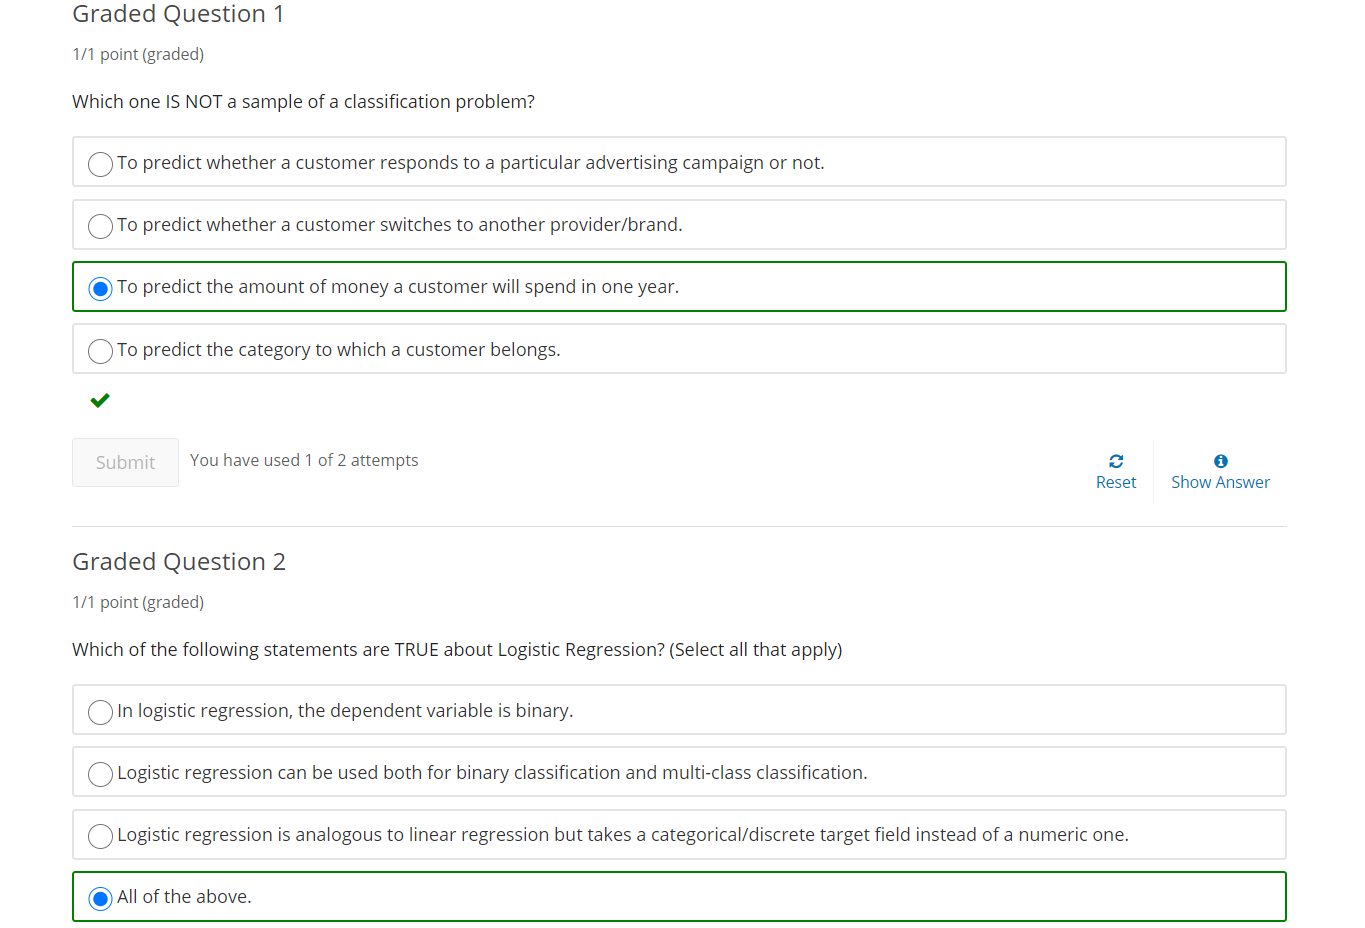 Graded Question 1
1/1 point (graded)
Which one IS NOT a sample of a classification problem?
To predict whether a customer responds to a particular advertising campaign or not.
To predict whether a customer switches to another provider/brand.
To predict the amount of money a customer will spend in one year.
To predict the category to which a customer belongs.
Submit
You have used 1 of 2 attempts
Reset
Show Answer
Graded Question 2
1/1 point (graded)
Which of the following statements are TRUE about Logistic Regression? (Select all that apply)
In logistic regression, the dependent variable is binary.
Logistic regression can be used both for binary classification and multi-class classification.
Logistic regression is analogous to linear regression but takes a categorical/discrete target field instead of a numeric one.
All of the above.